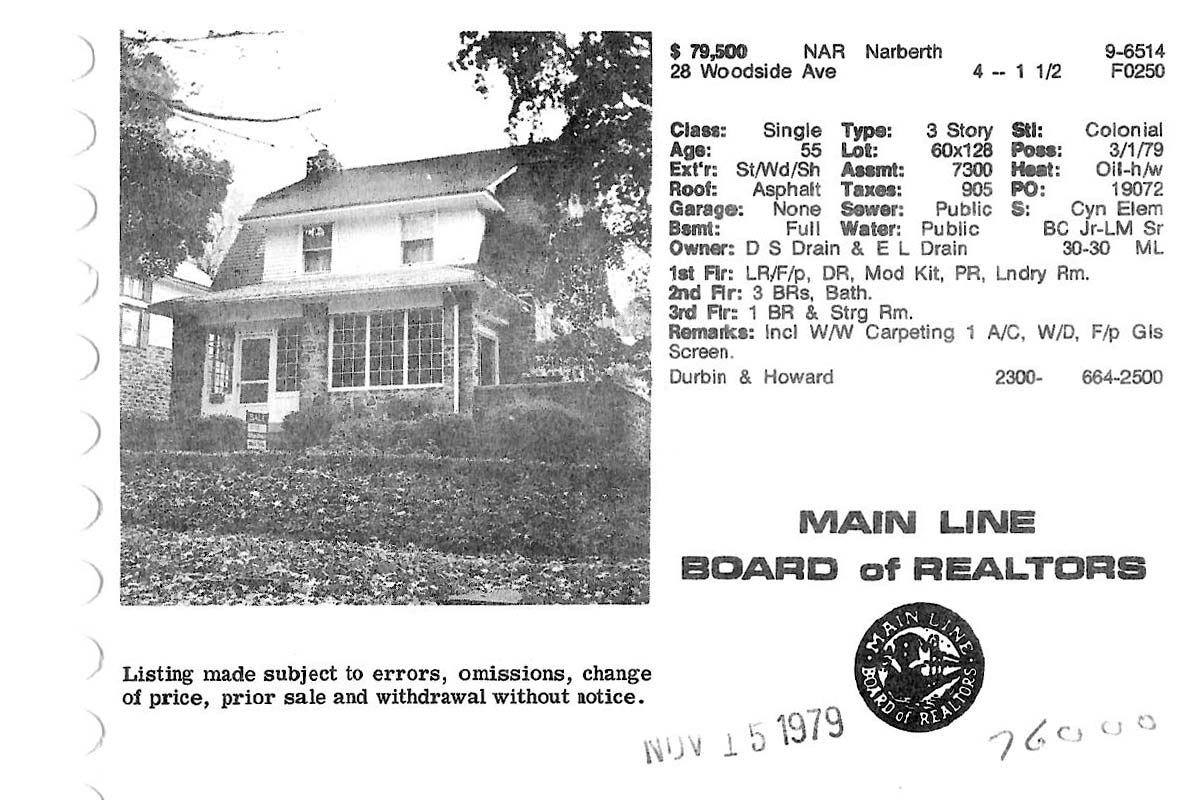 $ 79,500 NAR Narberth 9-6514
28 Woodside Ave 4 -- 1 1/2 F0250
Class: Single Type: 3 Story Stl: Colonial
Age: 55 Lot: 60x128 Poss: 3/1/79
Ext'r: St/Wd/Sh Assmt: 7300 Heat: Oil-h/w
Roof: Asphalt Taxes: 905 PO: 19072
Garage: None Sewer: Public S: Cyn Elem
Bsmt: Full Water: Public BC Jr-LM Sr
Owner: D S Drain & E L Drain 30-30 ML
1st Flr: LR/F/p, DR, Mod Kit, PR, Lndry Rm.
2nd Flr: 3 BRs, Bath.
3rd Flr: 1 BR & Strg Rm.
Remarks: Incl W/W Carpeting 1 A/C, W/D, F/p Gls
Screen.
Durbin & Howard 2300- 664-2500
MAIN LINE
BOARD of REALTORS
MAIN LINE
BOARD of REALTORS
Listing made subject to errors, omissions, change
of price, prior sale and withdrawal without notice.
NOV 15 1979
76000